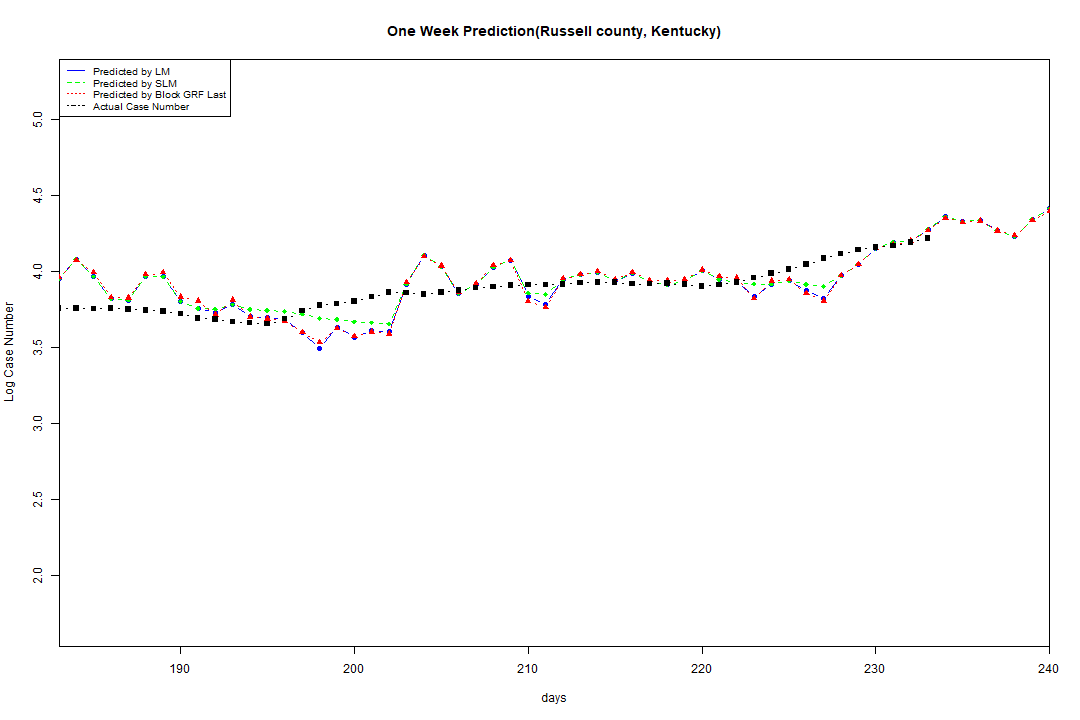 One Week Prediction(Russell county, Kentucky)
Predicted by LM
Predicted by SLM
Predicted by Block GRF Last
Actual Case Number
5.0
4.5
4.0
3.5
3.0
2.5
2.0
Log Case Number
190 200 210 220 230 240
days